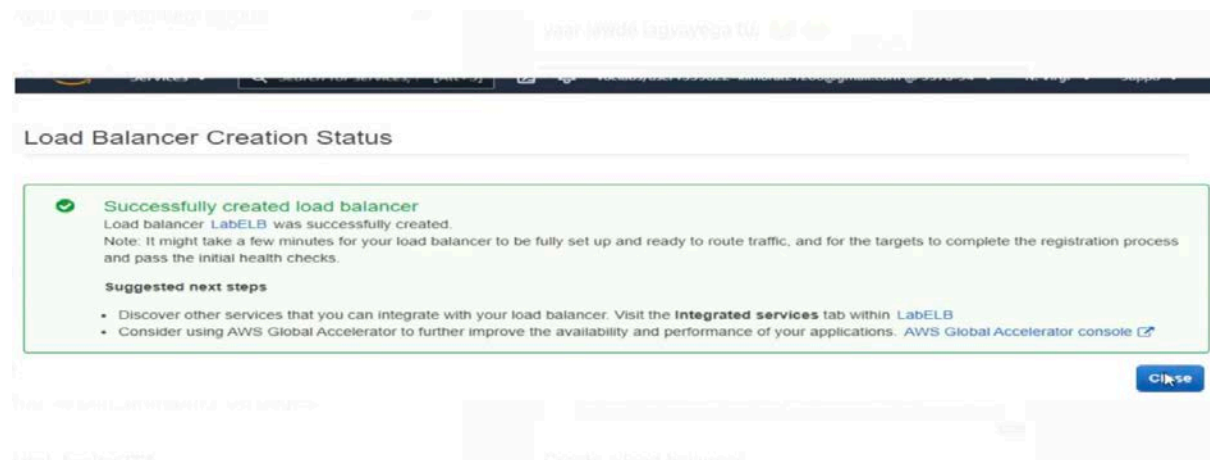 yaar
Services
Load Balancer Creation Status
Successfully created load balancer
Load balancer LabELB was successfully created.
Note: It might take a few minutes for your load balancer to be fully set up and ready to route traffic, and for the targets to complete the registration process
and pass the initial health checks.
Suggested next steps
• Discover other services that you can integrate with your load balancer. Visit the Integrated services tab within LabELB
• Consider using AWS Global Accelerator to further improve the availability and performance of your applications. AWS Global Accelerator console
Close